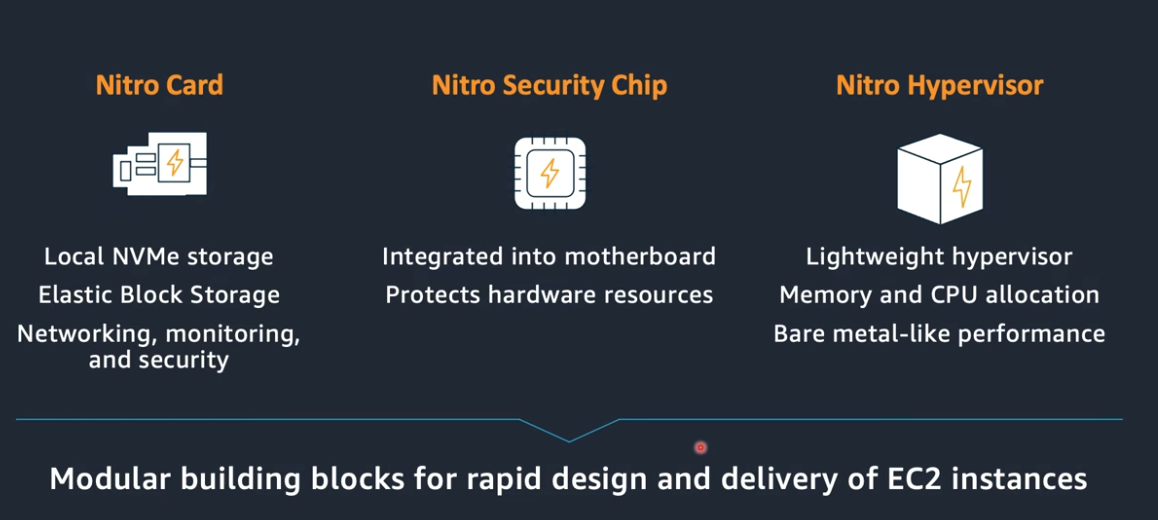 Nitro Card
Local NVMe storage
Elastic Block Storage
Networking, monitoring,
and security
Nitro Security Chip
Integrated into motherboard
Protects hardware resources
Nitro Hypervisor
Lightweight hypervisor
Memory and CPU allocation
Bare metal-like performance
Modular building blocks for rapid design and delivery of EC2 instances